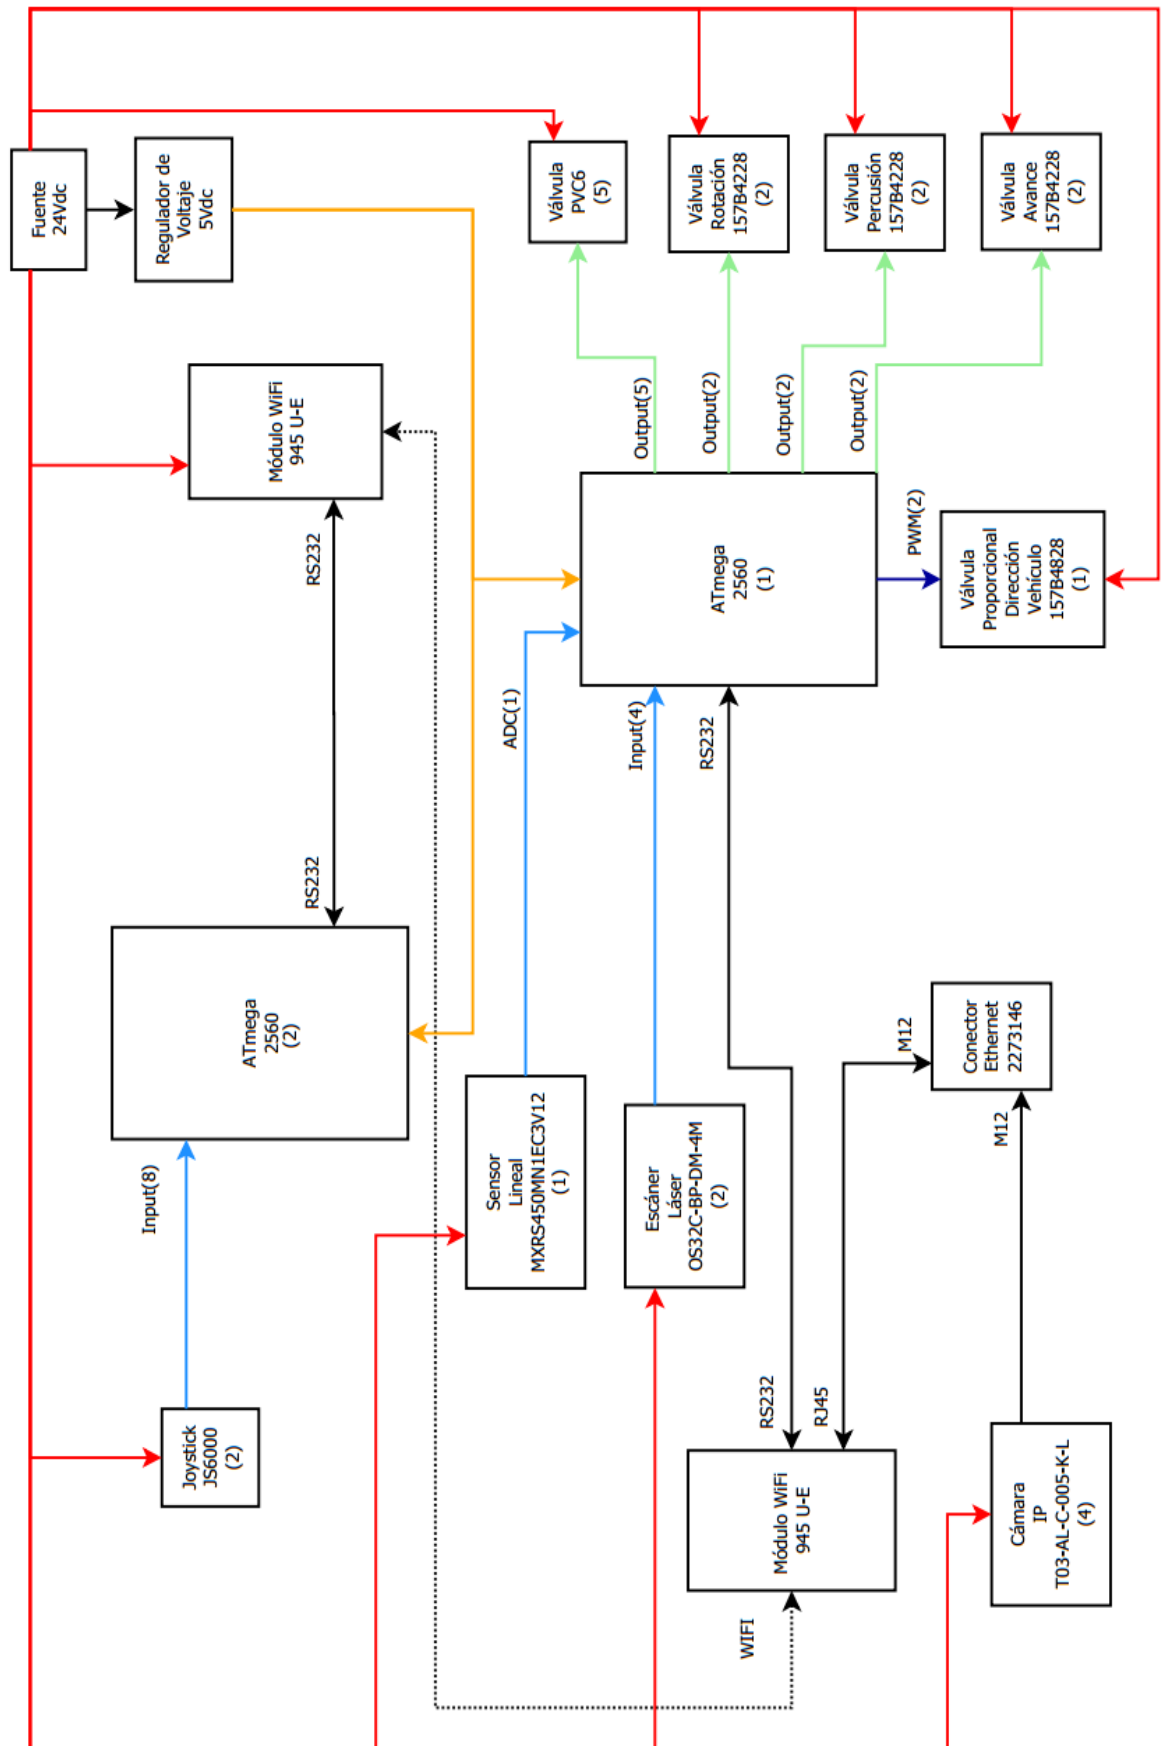 Fuente
24Vdc
Regulador de
Voltaje
5Vdc
Válvula
PVC6
(5)
Válvula
Rotación
157B4228
(2)
Válvula
Percusión
157B4228
(2)
Válvula
Avance
157B4228
(2)
Módulo WiFi
945 U-E
RS232
Output(5)
Output(2)
Output(2)
Output(2)
ATmega
2560
(1)
PWM(2)
Válvula
Proporcional
Dirección
Vehículo
157B4828
(1)
RS232
ADC(1)
Input(4)
RS232
ATmega
2560
(2)
Input(8)
Sensor
Lineal
MXRS450MN1EC3V12
(1)
Escáner
Láser
OS32C-BP-DM-4M
(2)
M12
Conector
Ethernet
2273146
M12
Joystick
JS6000
(2)
RS232
RJ45
Módulo WiFi
945 U-E
WIFI
Cámara
IP
T03-AL-C-005-K-L
(4)